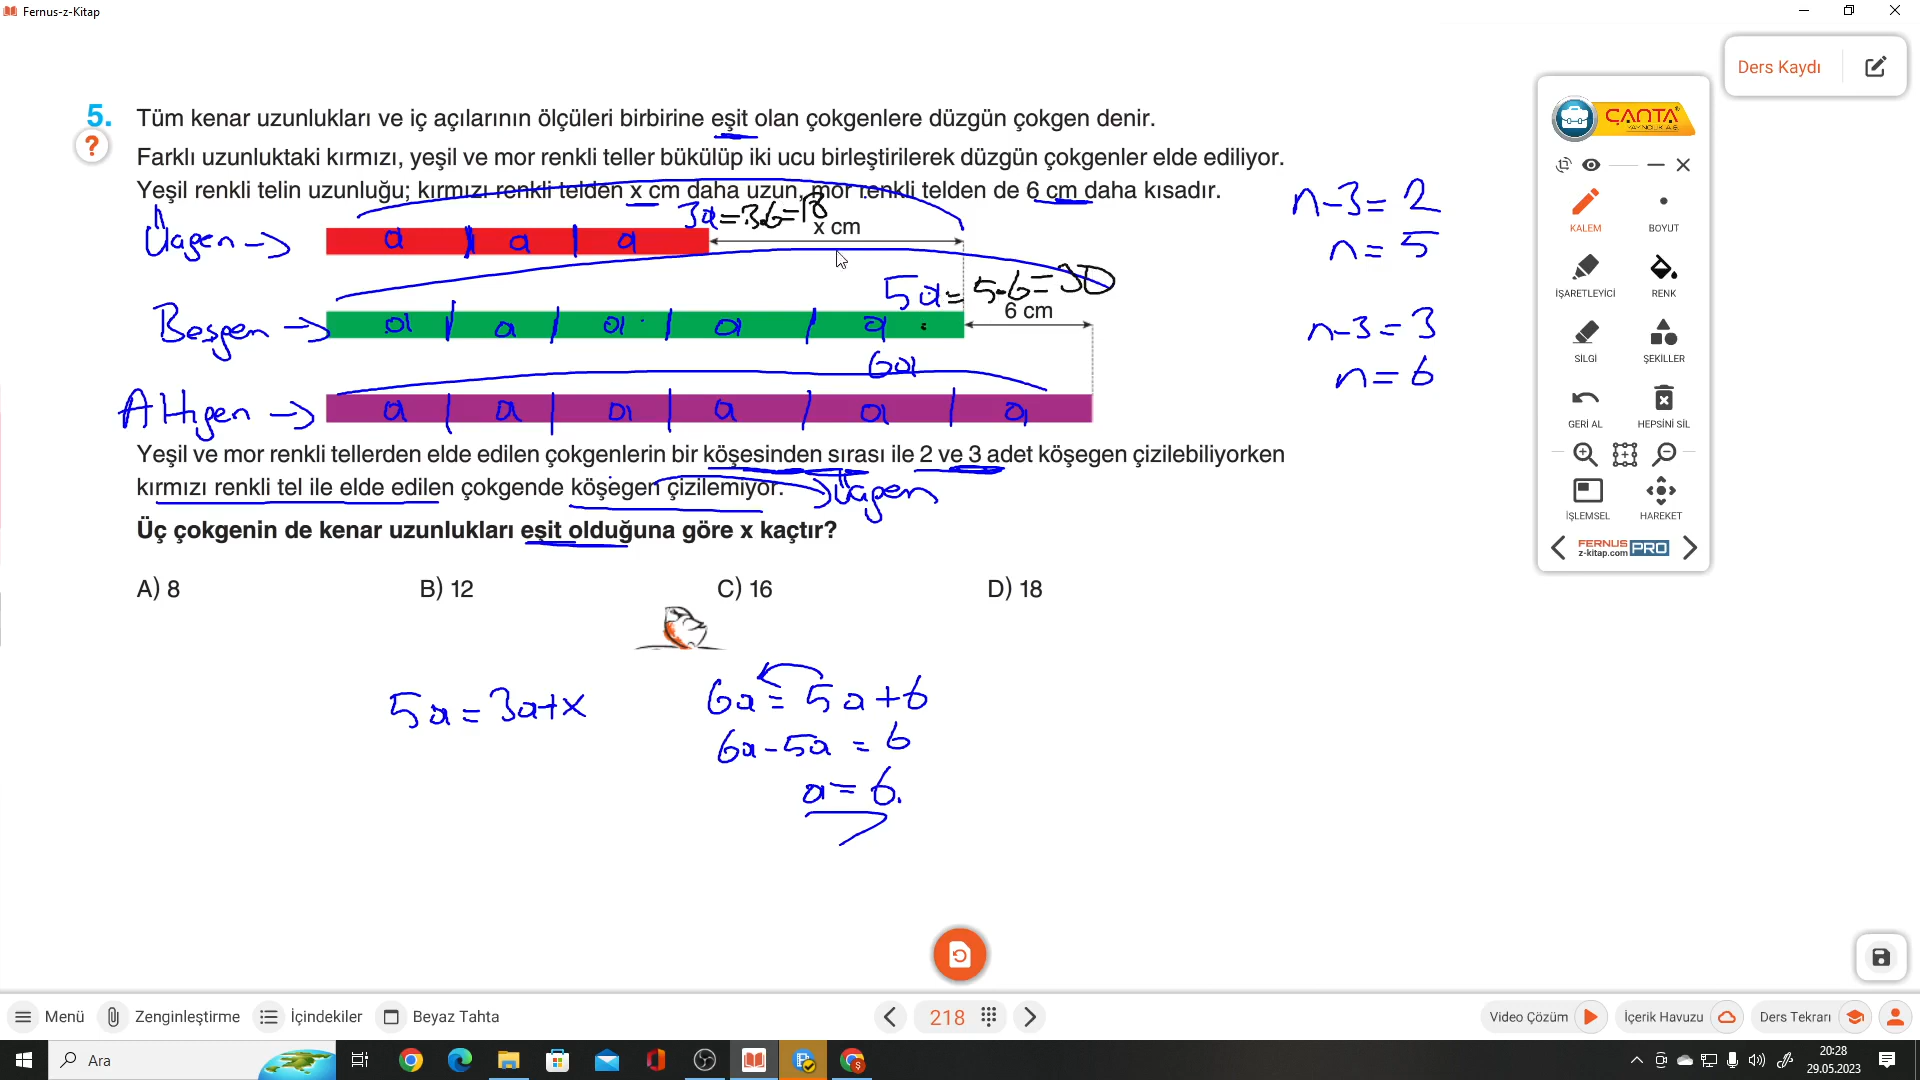 Fernus-z-Kitap
Ders Kaydı
5. Tüm kenar uzunlukları ve iç açılarının ölçüleri birbirine eşit olan çokgenlere düzgün çokgen denir.
?
Farklı uzunluktaki kırmızı, yeşil ve mor renkli teller bükülüp iki ucu birleştirilerek düzgün çokgenler elde ediliyor.
Yeşil renkli telin uzunluğu; kırmızı renkli telden x cm daha uzun, mor renkli telden de 6 cm daha kısadır.
3a=3.6=18
x cm
Üçgen →
a a a
5a = 5.6=30
6 cm
Beşgen →
a a a a a
6a
Altıgen →
a a a a a a
n-3=2
n=5
n-3=3
n=6
Yeşil ve mor renkli tellerden elde edilen çokgenlerin bir köşesinden sırası ile 2 ve 3 adet köşegen çizilebiliyorken
kırmızı renkli tel ile elde edilen çokgende köşegen çizilemiyor. → Üçgen
Üç çokgenin de kenar uzunlukları eşit olduğuna göre x kaçtır?
A) 8 B) 12 C) 16 D) 18
5a=3a+x
6a=5a+6
6a-5a=6
a=6.
ÇANTA
KALEM BOYUT
İŞARETLEYİCİ RENK
SİLGİ ŞEKİLLER
GERİ AL HEPSİNİ SİL
İŞLEMSEL HAREKET
FERNUS
z-kitap.com PRO
Menü Zenginleştirme İçindekiler Beyaz Tahta 218 Video Çözüm İçerik Havuzu Ders Tekrarı
Ara
20:28
29.05.2023